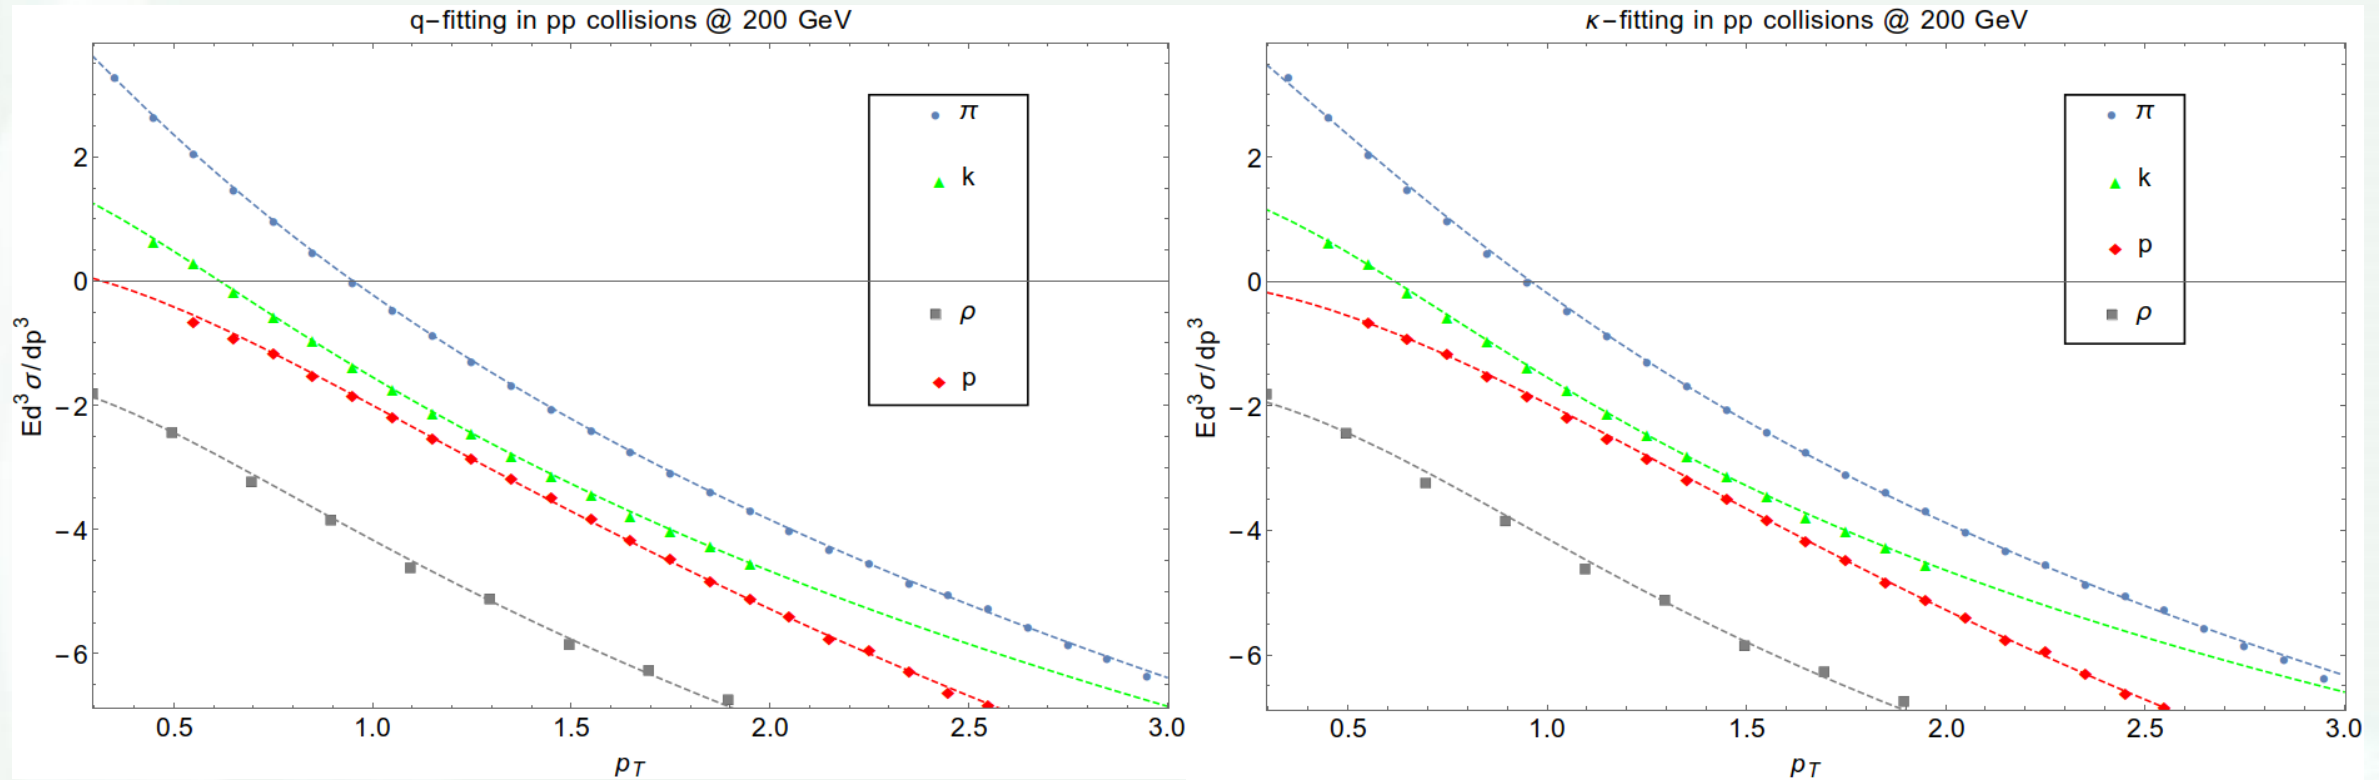 q-fitting in pp collisions @ 200 GeV
Ed³σ/dp³
2
0
-2
-4
-6
π
k
ρ
p
0.5 1.0 1.5 2.0 2.5 3.0
p_T
κ-fitting in pp collisions @ 200 GeV
Ed³σ/dp³
2
0
-2
-4
-6
π
k
p
ρ
0.5 1.0 1.5 2.0 2.5 3.0
p_T